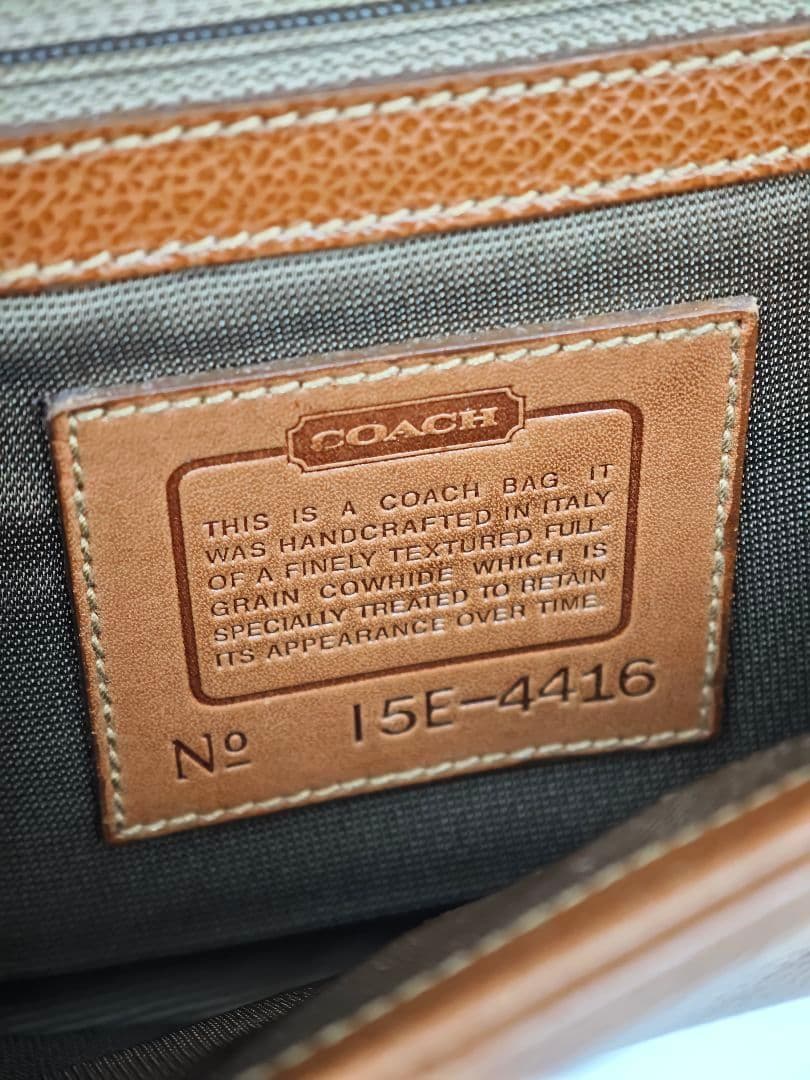 COACH
THIS IS A COACH BAG. IT
WAS HANDCRAFTED IN ITALY
OF A FINELY TEXTURED FULL-
GRAIN COWHIDE WHICH IS
SPECIALLY TREATED TO RETAIN
ITS APPEARANCE OVER TIME.
Nº 15E-4416